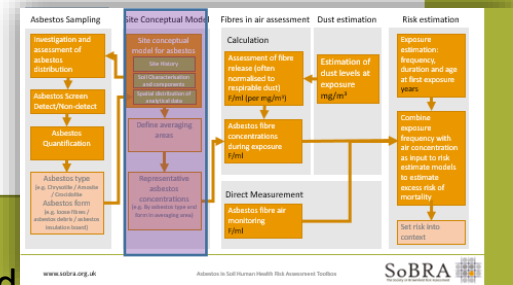 Asbestos Sampling
Site Conceptual Model
Fibres in air assessment
Dust estimation
Risk estimation
Investigation and
assessment of
asbestos
distribution
Asbestos Screen
Detect/Non-detect
Asbestos
Quantification
Asbestos type
(e.g. Chrysotile / Amosite
/ Crocidolite
Asbestos form
(e.g. loose fibres /
asbestos debris / asbestos
insulation board)
Site conceptual
model for asbestos
Site History
Soil Characterisation
and components
Spatial distribution of
analytical data
Define averaging
areas
Representative
asbestos
concentrations
(e.g. By asbestos type and
form in averaging area)
Calculation
Assessment of fibre
release (often
normalised to
respirable dust)
F/ml (per mg/m³)
Asbestos fibre
concentrations
during exposure
F/ml
Direct Measurement
Asbestos fibre air
monitoring
F/ml
Estimation of
dust levels at
exposure
mg/m³
Exposure
estimation:
frequency,
duration and age
at first exposure
years
Combine
exposure
frequency with
air concentration
as input to risk
estimate models
to estimate
excess risk of
mortality
Set risk into
context
d
www.sobra.org.uk
Asbestos in Soil Human Health Risk Assessment Toolbox
SoBRA